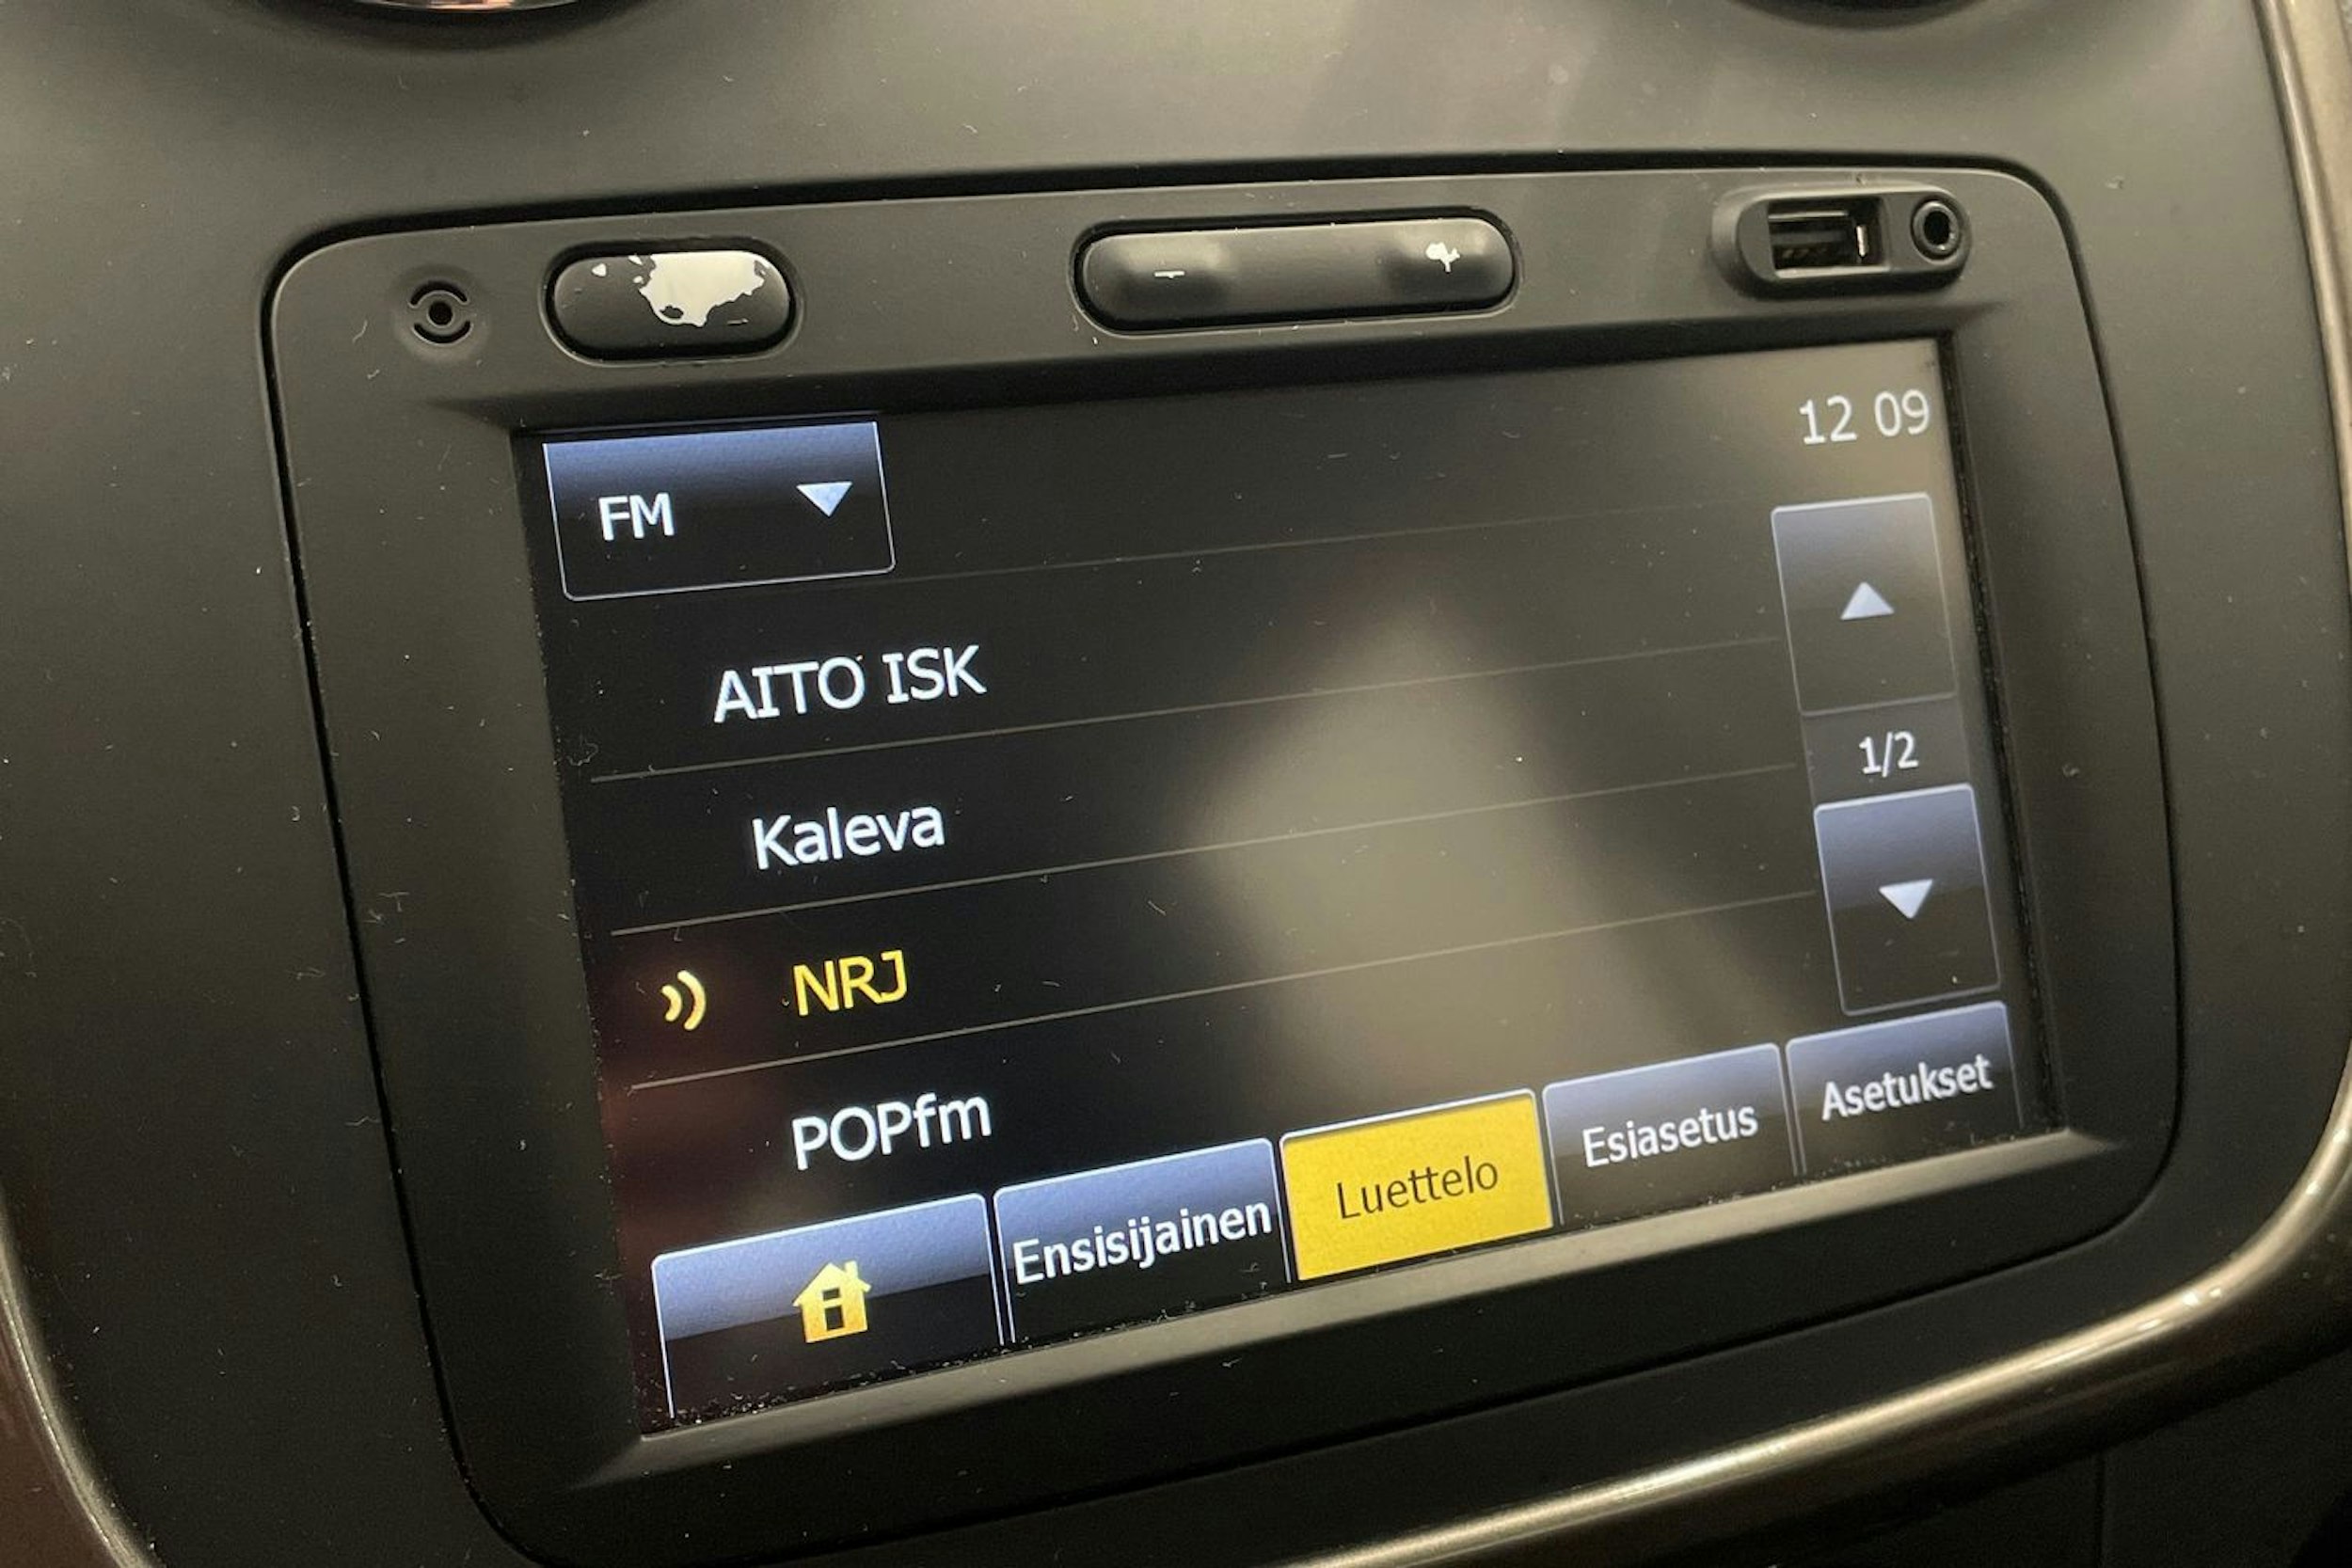 12 09
FM
AITO ISK
Kaleva
1/2
NRJ
POPfm
Ensisijainen
Luettelo
Esiasetus
Asetukset